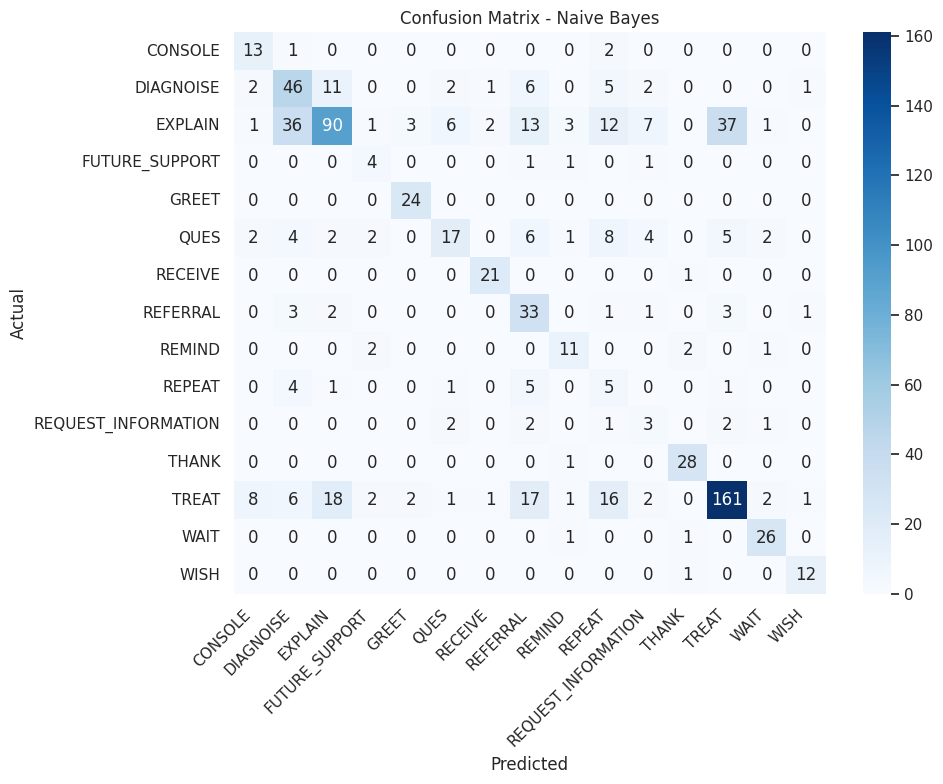 Confusion Matrix - Naive Bayes
CONSOLE 13 1 0 0 0 0 0 0 0 2 0 0 0 0 0
DIAGNOISE 2 46 11 0 0 2 1 6 0 5 2 0 0 0 1
EXPLAIN 1 36 90 1 3 6 2 13 3 12 7 0 37 1 0
FUTURE_SUPPORT 0 0 0 4 0 0 0 1 1 0 1 0 0 0 0
GREET 0 0 0 0 24 0 0 0 0 0 0 0 0 0 0
QUES 2 4 2 2 0 17 0 6 1 8 4 0 5 2 0
RECEIVE 0 0 0 0 0 0 21 0 0 0 0 1 0 0 0
REFERRAL 0 3 2 0 0 0 0 33 0 1 1 0 3 0 1
REMIND 0 0 0 2 0 0 0 0 11 0 0 2 0 1 0
REPEAT 0 4 1 0 0 1 0 5 0 5 0 0 1 0 0
REQUEST_INFORMATION 0 0 0 0 0 2 0 2 0 1 3 0 2 1 0
THANK 0 0 0 0 0 0 0 0 1 0 0 28 0 0 0
TREAT 8 6 18 2 2 1 1 17 1 16 2 0 161 2 1
WAIT 0 0 0 0 0 0 0 0 1 0 0 1 0 26 0
WISH 0 0 0 0 0 0 0 0 0 0 0 1 0 0 12
Actual
CONSOLE
DIAGNOISE
EXPLAIN
FUTURE_SUPPORT
GREET
QUES
RECEIVE
REFERRAL
REMIND
REPEAT
REQUEST_INFORMATION
THANK
TREAT
WAIT
WISH
Predicted
160
140
120
100
80
60
40
20
0